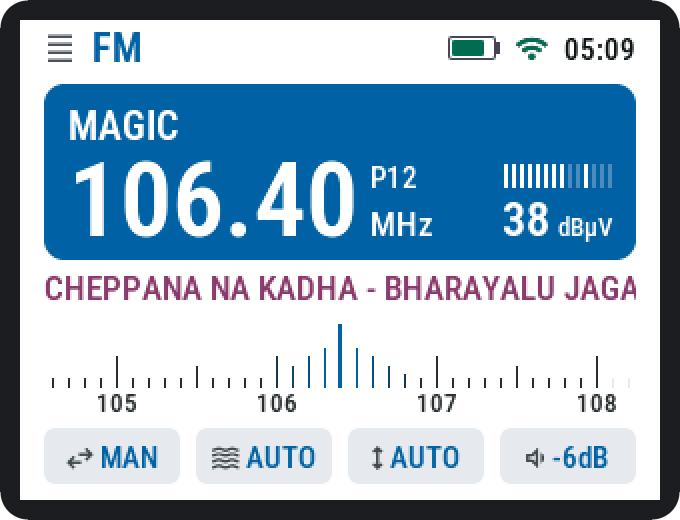 FM 05:09
MAGIC
106.40 P12 MHz 38 dBµV
CHEPPANA NA KADHA - BHARAYALU JAGA
105 106 107 108
MAN AUTO AUTO -6dB